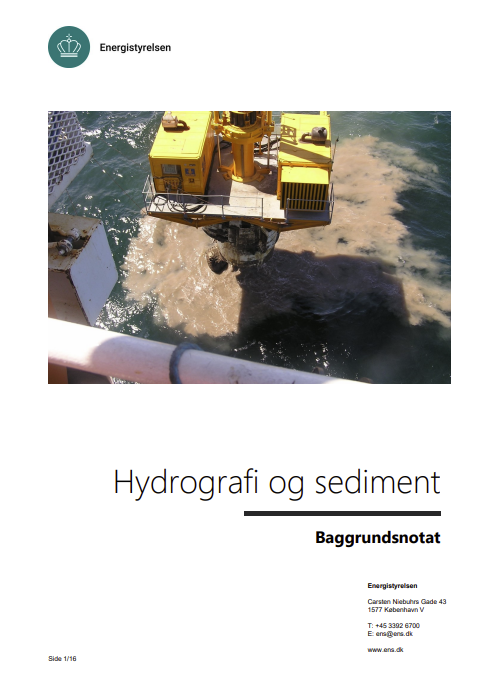 Energistyrelsen
Hydrografi og sediment
Baggrundsnotat
Energistyrelsen
Carsten Niebuhrs Gade 43
1577 København V
T: +45 3392 6700
E: ens@ens.dk
www.ens.dk
Side 1/16